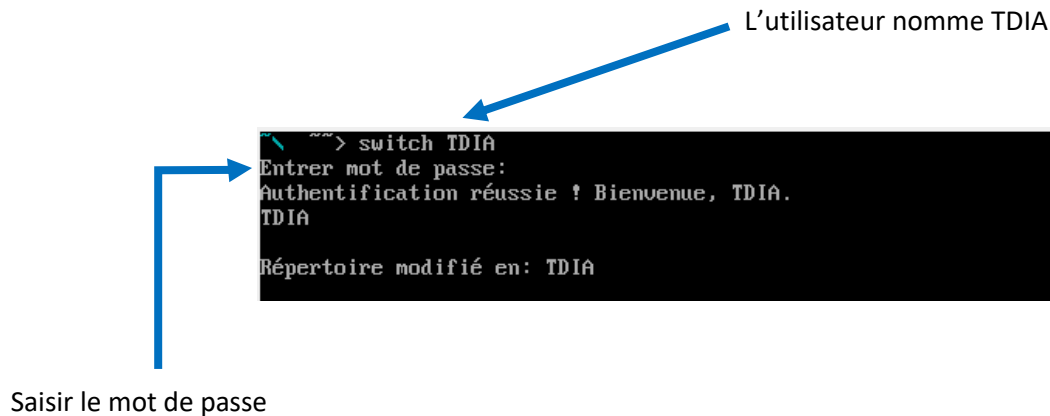 L'utilisateur nomme TDIA
~\ ~~> switch TDIA
Entrer mot de passe:
Authentification réussie ! Bienvenue, TDIA.
TDIA
Répertoire modifié en: TDIA
Saisir le mot de passe